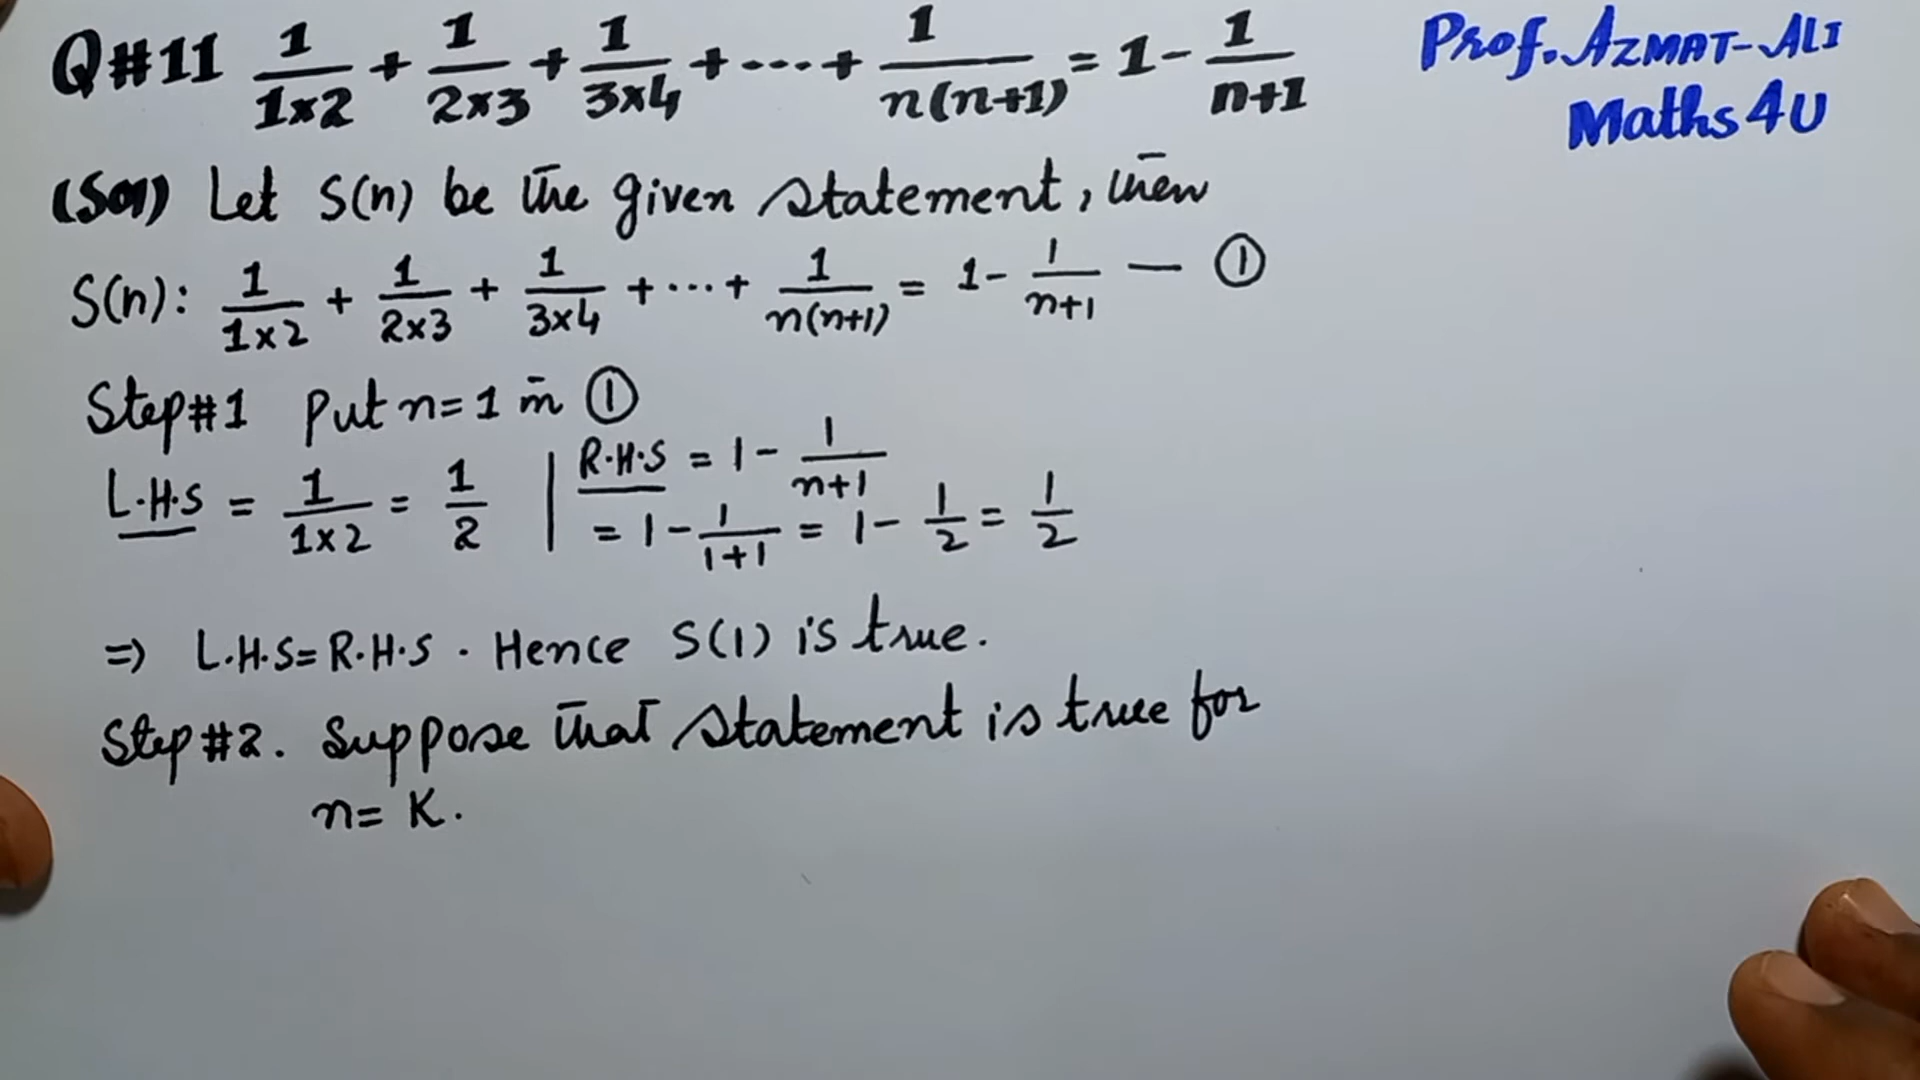 Q#11 1/(1×2) + 1/(2×3) + 1/(3×4) + ... + 1/(n(n+1)) = 1 - 1/(n+1)
Prof. AZMAT-ALI
Maths 4U
(Sol) Let S(n) be the given statement, then
S(n): 1/(1×2) + 1/(2×3) + 1/(3×4) + ... + 1/(n(n+1)) = 1 - 1/(n+1) — ①
Step#1 Put n=1 in ①
L.H.S = 1/(1×2) = 1/2 | R.H.S = 1 - 1/(n+1)
= 1 - 1/(1+1) = 1 - 1/2 = 1/2
⇒ L.H.S = R.H.S. Hence S(1) is true.
Step #2. Suppose that statement is true for
n = K.